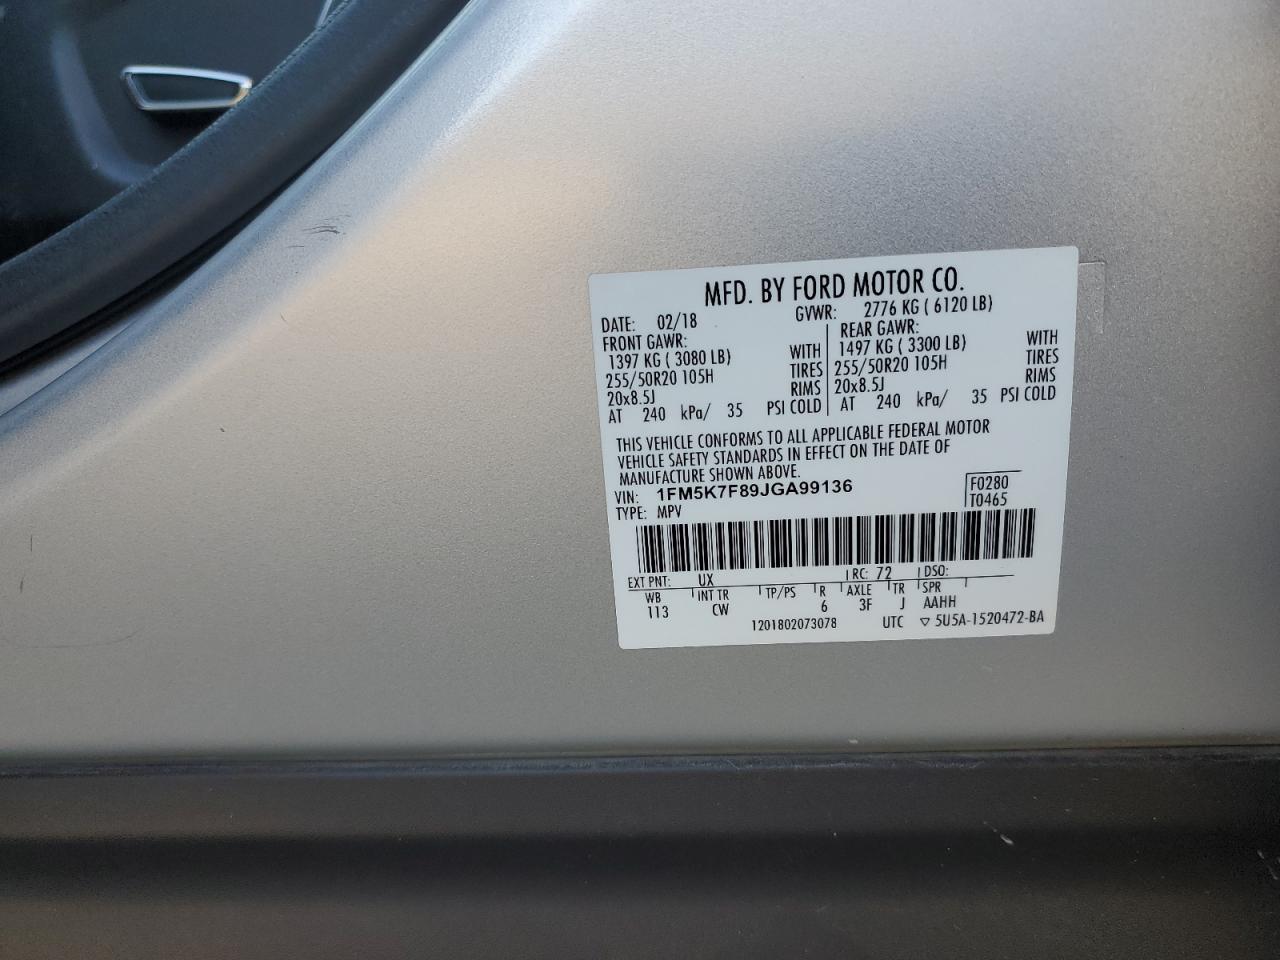 MFD. BY FORD MOTOR CO.
DATE: 02/18 GVWR: 2776 KG ( 6120 LB)
FRONT GAWR: REAR GAWR:
1397 KG ( 3080 LB) WITH 1497 KG ( 3300 LB) WITH
255/50R20 105H TIRES 255/50R20 105H TIRES
20x8.5J RIMS 20x8.5J RIMS
AT 240 kPa/ 35 PSI COLD AT 240 kPa/ 35 PSI COLD
THIS VEHICLE CONFORMS TO ALL APPLICABLE FEDERAL MOTOR
VEHICLE SAFETY STANDARDS IN EFFECT ON THE DATE OF
MANUFACTURE SHOWN ABOVE.
VIN: 1FM5K7F89JGA99136 F0280
TYPE: MPV T0465
EXT PNT: UX RC: 72 DSO:
WB INT TR TP/PS R AXLE TR SPR
113 CW 6 3F J AAHH
1201802073078 UTC ▽ 5U5A-1520472-BA